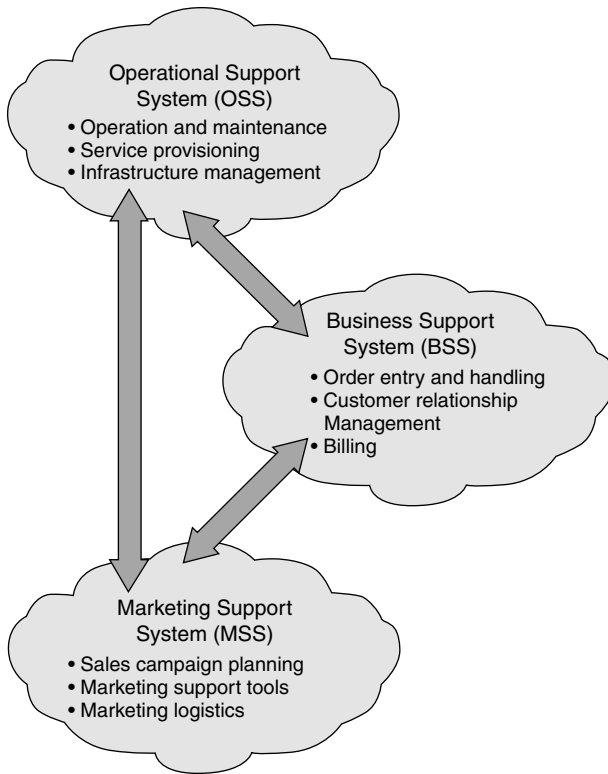 Operational Support
System (OSS)
• Operation and maintenance
• Service provisioning
• Infrastructure management
Business Support
System (BSS)
• Order entry and handling
• Customer relationship
Management
• Billing
Marketing Support
System (MSS)
• Sales campaign planning
• Marketing support tools
• Marketing logistics